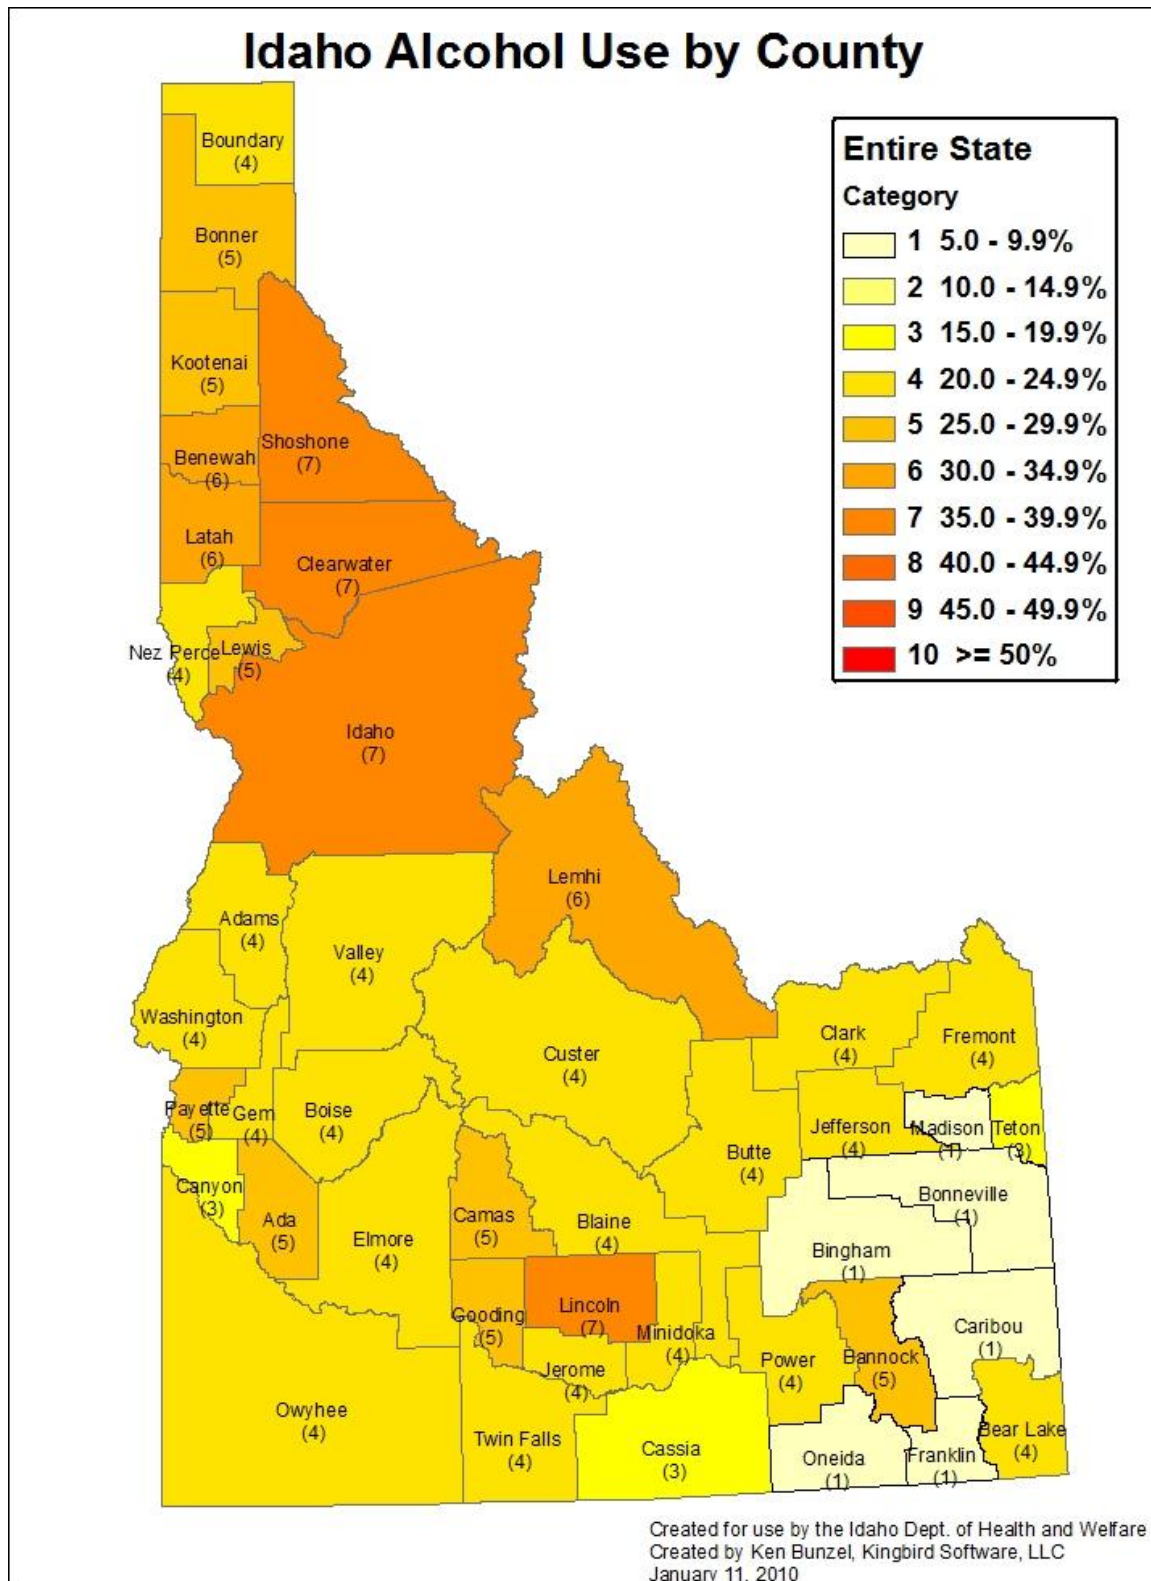 Idaho Alcohol Use by County
Entire State
Category
1 5.0 - 9.9%
2 10.0 - 14.9%
3 15.0 - 19.9%
4 20.0 - 24.9%
5 25.0 - 29.9%
6 30.0 - 34.9%
7 35.0 - 39.9%
8 40.0 - 44.9%
9 45.0 - 49.9%
10 >= 50%
Boundary
(4)
Bonner
(5)
Kootenai
(5)
Shoshone
(7)
Benewah
(6)
Latah
(6)
Clearwater
(7)
Nez Perce
(4)
Lewis
(5)
Idaho
(7)
Lemhi
(6)
Adams
(4)
Valley
(4)
Washington
(4)
Custer
(4)
Clark
(4)
Fremont
(4)
Payette
(5)
Gem
(4)
Boise
(4)
Butte
(4)
Jefferson
(4)
Madison
(1)
Teton
(3)
Canyon
(3)
Ada
(5)
Elmore
(4)
Camas
(5)
Blaine
(4)
Bonneville
(1)
Bingham
(1)
Gooding
(5)
Lincoln
(7)
Minidoka
(4)
Caribou
(1)
Jerome
(4)
Power
(4)
Bannock
(5)
Owyhee
(4)
Twin Falls
(4)
Cassia
(3)
Oneida
(1)
Franklin
(1)
Bear Lake
(4)
Created for use by the Idaho Dept. of Health and Welfare
Created by Ken Bunzel, Kingbird Software, LLC
January 11, 2010